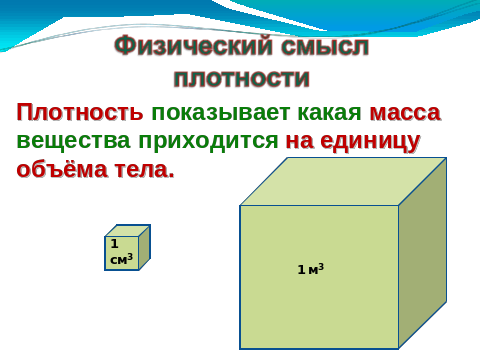 Физический смысл
плотности
Плотность показывает какая масса
вещества приходится на единицу
объёма тела.
1
см³
1 м³